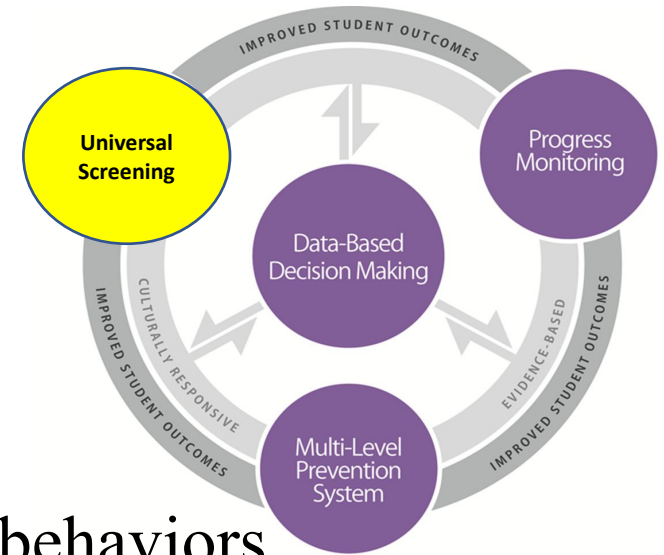 IMPROVED STUDENT OUTCOMES
Universal
Screening
Progress
Monitoring
Data-Based
Decision Making
CULTURALLY RESPONSIVE
EVIDENCE-BASED
IMPROVED STUDENT OUTCOMES
IMPROVED STUDENT OUTCOMES
Multi-Level
Prevention
System
behaviors